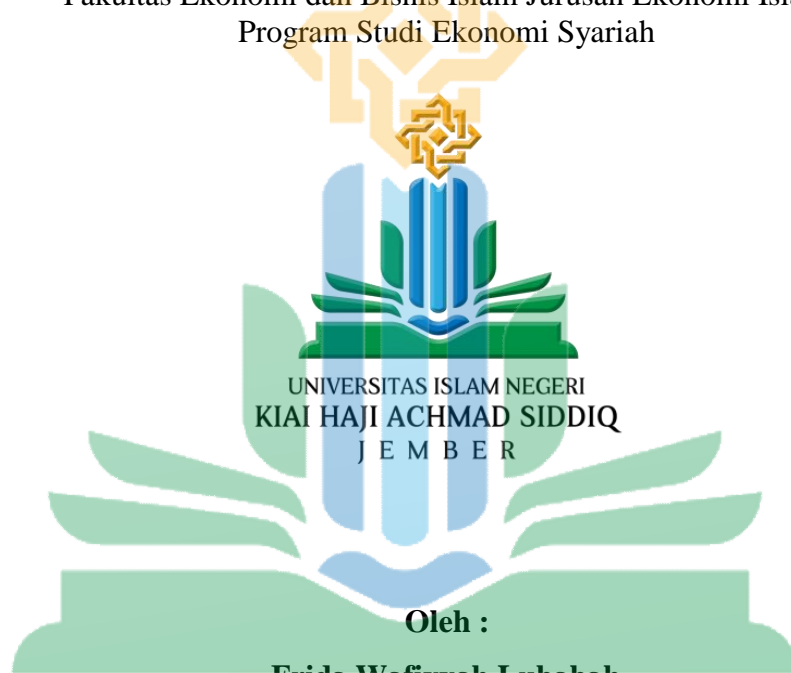 Fakultas Ekonomi dan Bisnis Islam Jurusan Ekonomi
Program Studi Ekonomi Syariah
UNIVERSITAS ISLAM NEGERI
KIAI HAJI ACHMAD SIDDIQ
JEMBER
Oleh :